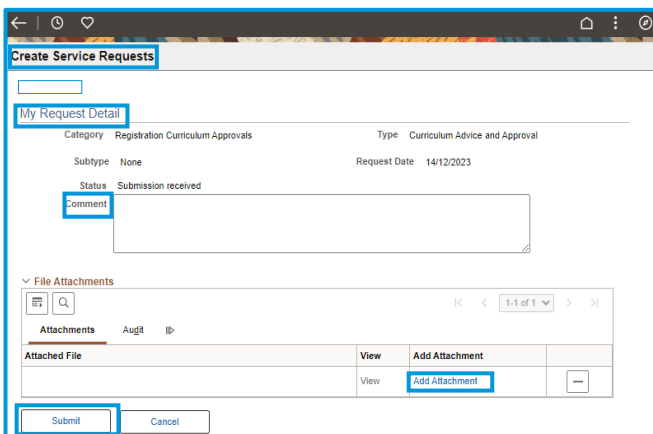 Create Service Requests
My Request Detail
Category Registration Curriculum Approvals Type Curriculum Advice and Approval
Subtype None Request Date 14/12/2023
Status Submission received
Comment
File Attachments
1-1 of 1
Attachments Audit
Attached File View Add Attachment
View Add Attachment
Submit Cancel